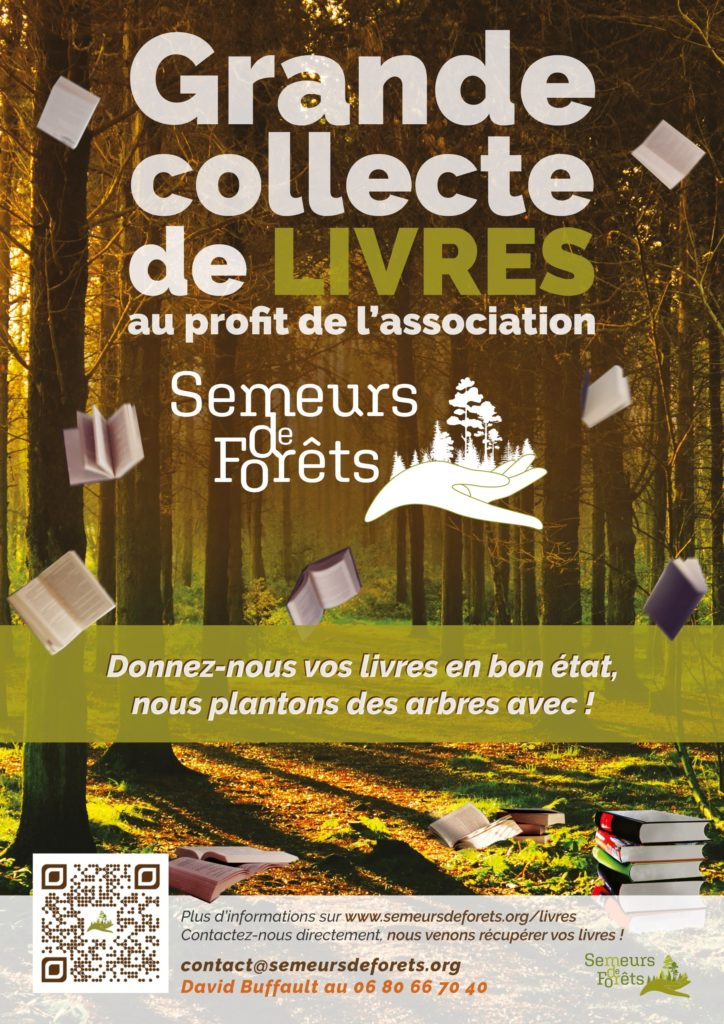 Grande
collecte
de LIVRES
au profit de l'association
Semeurs
de
Forêts
Donnez-nous vos livres en bon état,
nous plantons des arbres avec !
Plus d'informations sur www.semeursdeforets.org/livres
Contactez-nous directement, nous venons récupérer vos livres !
contact@semeursdeforets.org
David Buffault au 06 80 66 70 40
Semeurs
de
Forêts